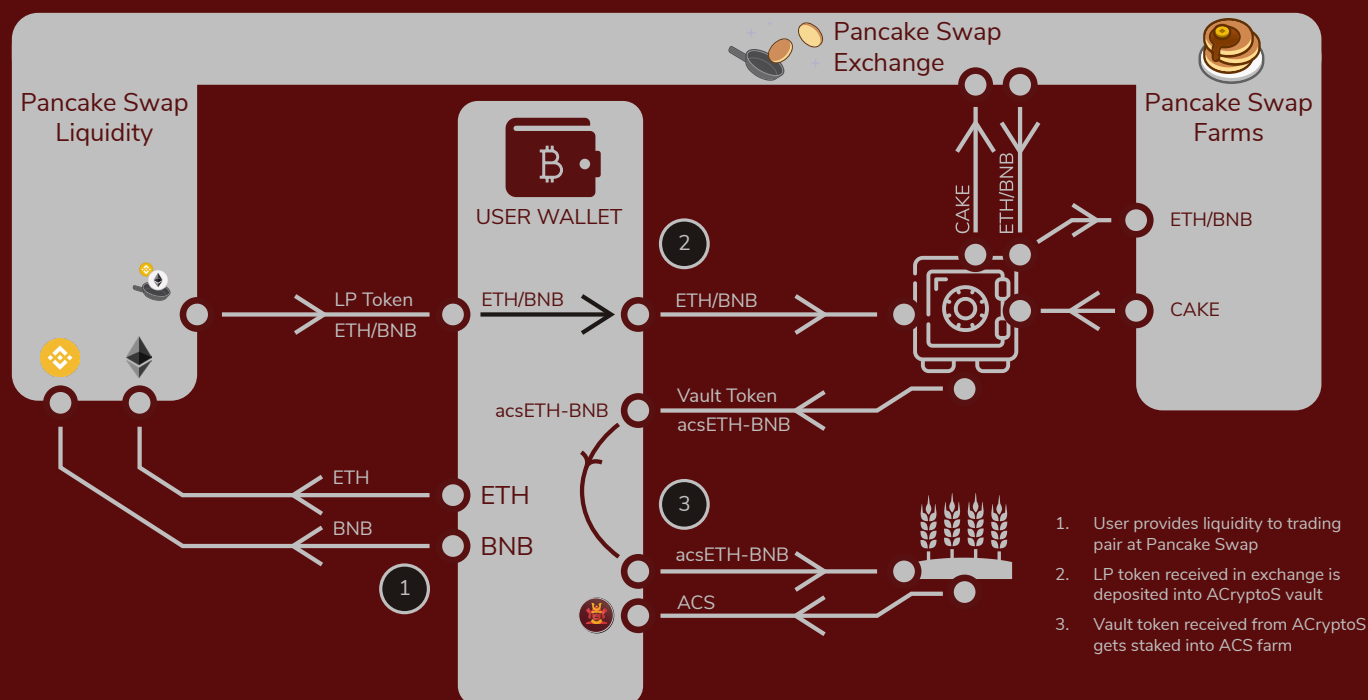 Pancake Swap
Exchange
Pancake Swap
Liquidity
Pancake Swap
Farms
USER WALLET
CAKE
ETH/BNB
2
ETH/BNB
LP Token
ETH/BNB
ETH/BNB
ETH/BNB
CAKE
Vault Token
acsETH-BNB
acsETH-BNB
ETH
ETH
BNB
BNB
1
3
acsETH-BNB
ACS
1. User provides liquidity to trading
pair at Pancake Swap
2. LP token received in exchange is
deposited into ACryptoS vault
3. Vault token received from ACryptoS
gets staked into ACS farm